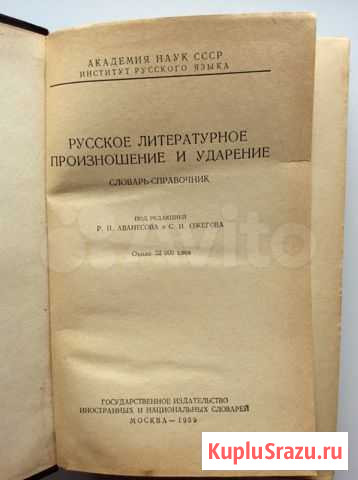 АКАДЕМИЯ НАУК СССР
ИНСТИТУТ РУССКОГО ЯЗЫКА
РУССКОЕ ЛИТЕРАТУРНОЕ
ПРОИЗНОШЕНИЕ И УДАРЕНИЕ
СЛОВАРЬ-СПРАВОЧНИК
ПОД РЕДАКЦИЕЙ
Р. И. АВАНЕСОВА и С. И. ОЖЕГОВА
Avito
Около 52 000 слов
ГОСУДАРСТВЕННОЕ ИЗДАТЕЛЬСТВО
ИНОСТРАННЫХ И НАЦИОНАЛЬНЫХ СЛОВАРЕЙ
МОСКВА — 1959
KupluSrazu.ru